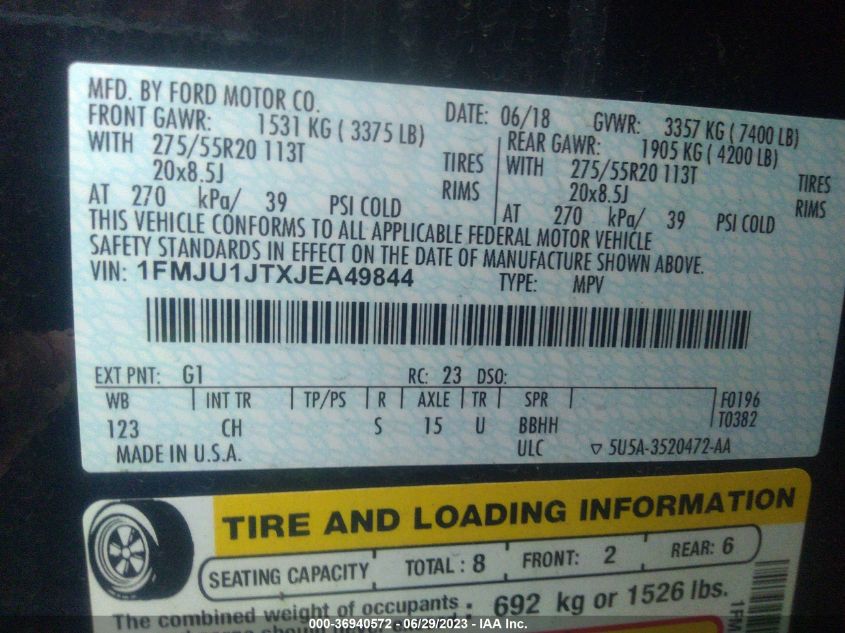 MFD. BY FORD MOTOR CO. DATE: 06/18 GVWR: 3357 KG ( 7400 LB)
FRONT GAWR: 1531 KG ( 3375 LB) REAR GAWR: 1905 KG ( 4200 LB)
WITH 275/55R20 113T TIRES WITH 275/55R20 113T TIRES
20x8.5J RIMS 20x8.5J RIMS
AT 270 kPa/ 39 PSI COLD AT 270 kPa/ 39 PSI COLD
THIS VEHICLE CONFORMS TO ALL APPLICABLE FEDERAL MOTOR VEHICLE
SAFETY STANDARDS IN EFFECT ON THE DATE OF MANUFACTURE SHOWN ABOVE.
VIN: 1FMJU1JTXJEA49844 TYPE: MPV
EXT PNT: G1 RC: 23 DSO:
WB INT TR TP/PS R AXLE TR SPR F0196
T0382
123 CH S 15 U BBHH
MADE IN U.S.A. ULC ▽ 5U5A-3520472-AA
TIRE AND LOADING INFORMATION
SEATING CAPACITY TOTAL : 8 FRONT: 2 REAR: 6
The combined weight of occupants : 692 kg or 1526 lbs.
1FM
000-36940572 - 06/29/2023 - IAA Inc.